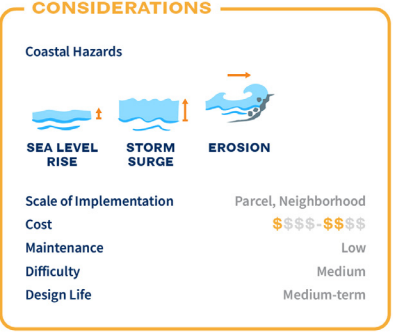 CONSIDERATIONS
Coastal Hazards
SEA LEVEL RISE
STORM SURGE
EROSION
Scale of Implementation Parcel, Neighborhood
Cost $$$$-$$$$
Maintenance Low
Difficulty Medium
Design Life Medium-term